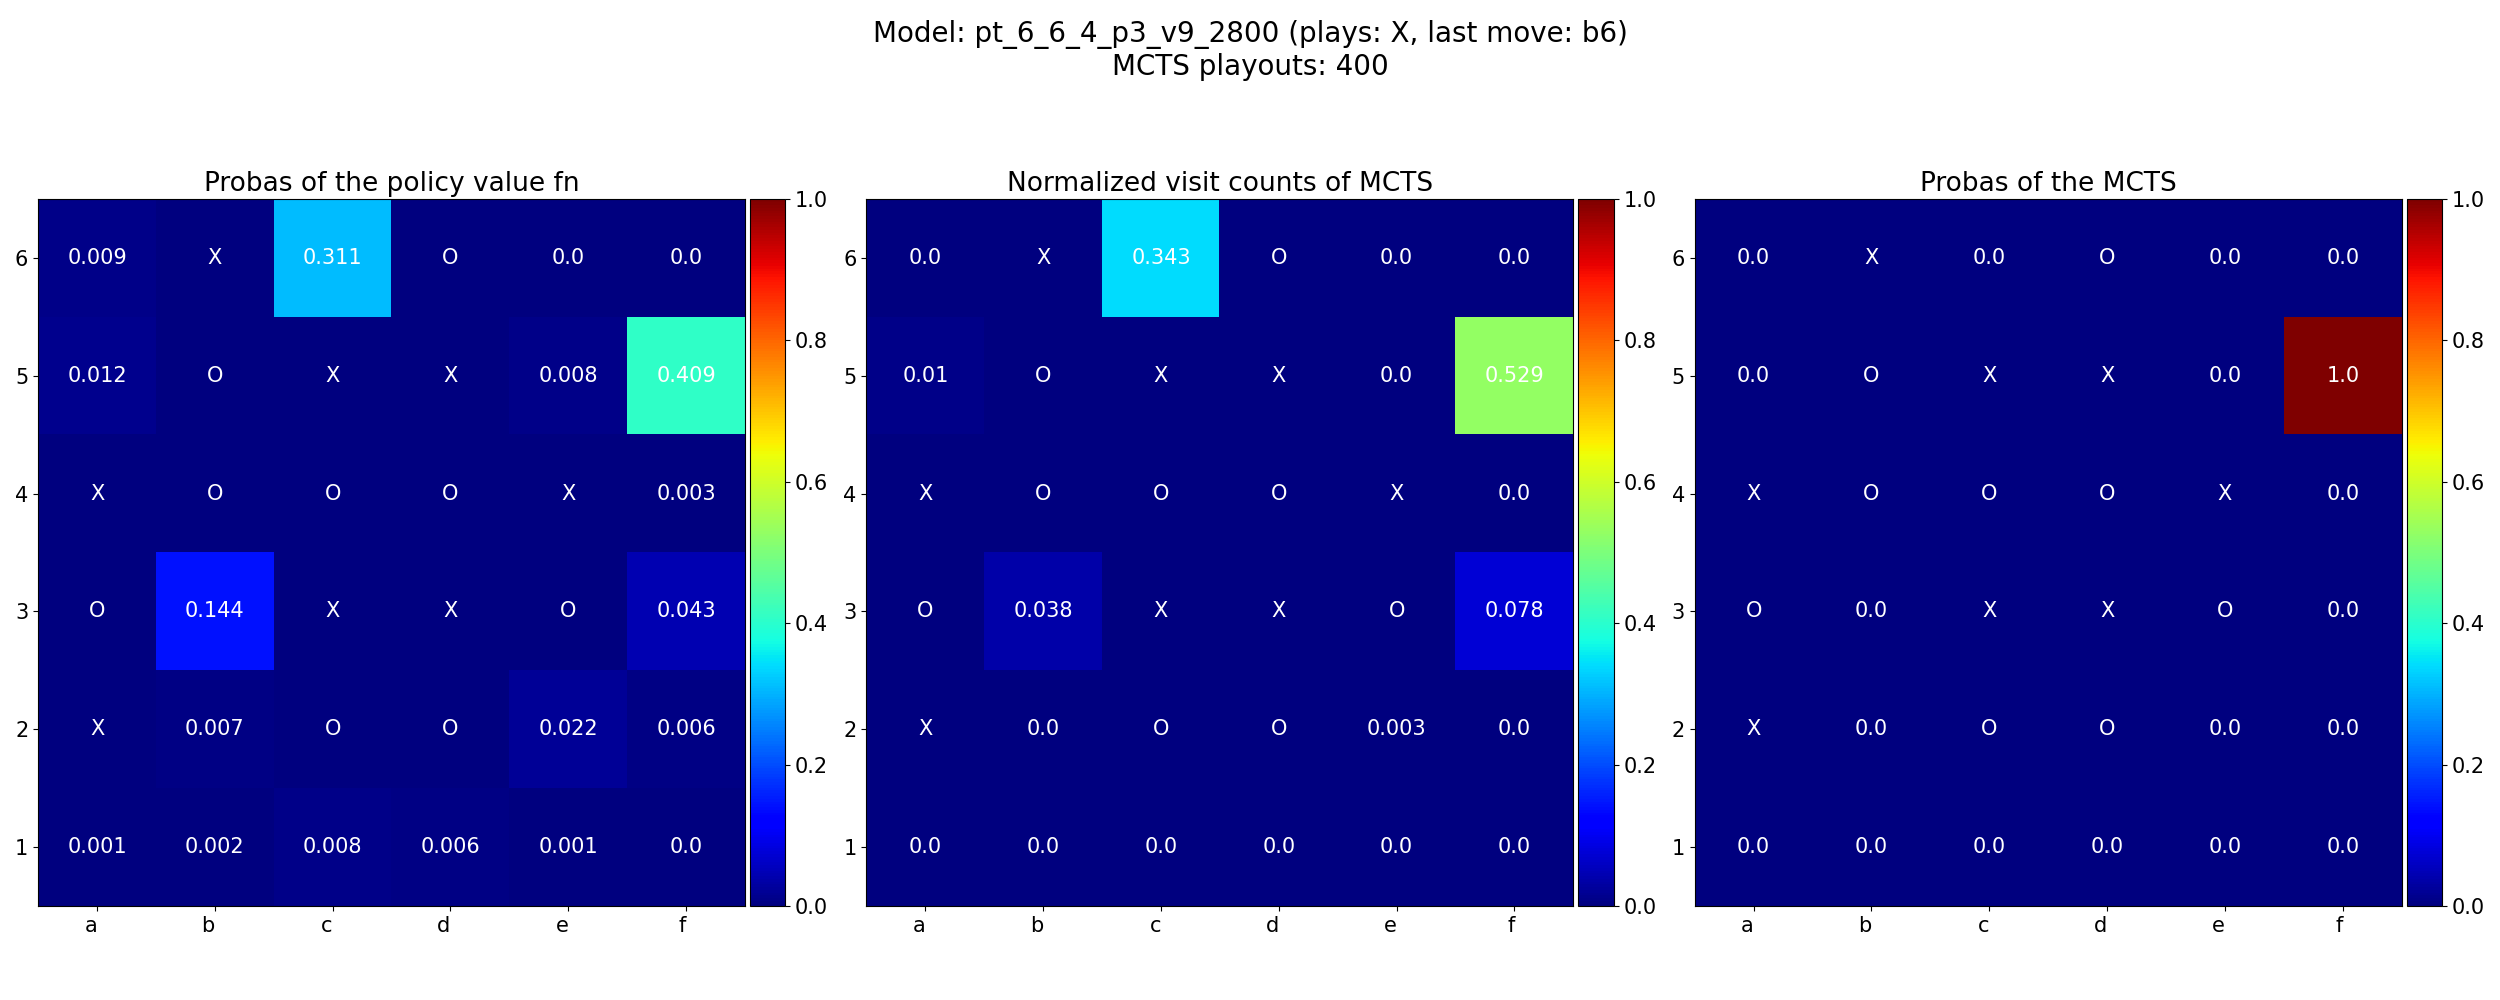 Model: pt_6_6_4_p3_v9_2800 (plays: X, last move: b6)
MCTS playouts: 400
Probas of the policy value fn
6 0.009 X 0.311 O 0.0 0.0
5 0.012 O X X 0.008 0.409
4 X O O O X 0.003
3 O 0.144 X X O 0.043
2 X 0.007 O O 0.022 0.006
1 0.001 0.002 0.008 0.006 0.001 0.0
a b c d e f
1.0
0.8
0.6
0.4
0.2
0.0
Normalized visit counts of MCTS
6 0.0 X 0.343 O 0.0 0.0
5 0.01 O X X 0.0 0.529
4 X O O O X 0.0
3 O 0.038 X X O 0.078
2 X 0.0 O O 0.003 0.0
1 0.0 0.0 0.0 0.0 0.0 0.0
a b c d e f
1.0
0.8
0.6
0.4
0.2
0.0
Probas of the MCTS
6 0.0 X 0.0 O 0.0 0.0
5 0.0 O X X 0.0 1.0
4 X O O O X 0.0
3 O 0.0 X X O 0.0
2 X 0.0 O O 0.0 0.0
1 0.0 0.0 0.0 0.0 0.0 0.0
a b c d e f
1.0
0.8
0.6
0.4
0.2
0.0